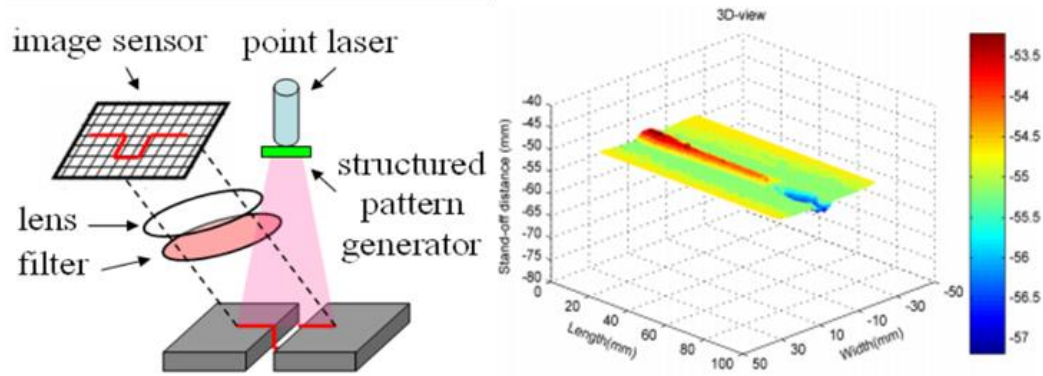 image sensor
point laser
structured
pattern
generator
lens
filter
3D-view
Stand-off distance (mm)
-40
-45
-50
-55
-60
-65
-70
-75
-80
0
20
40
60
80
100
Length(mm)
50
30
10
-10
-30
-50
Width(mm)
-53.5
-54
-54.5
-55
-55.5
-56
-56.5
-57